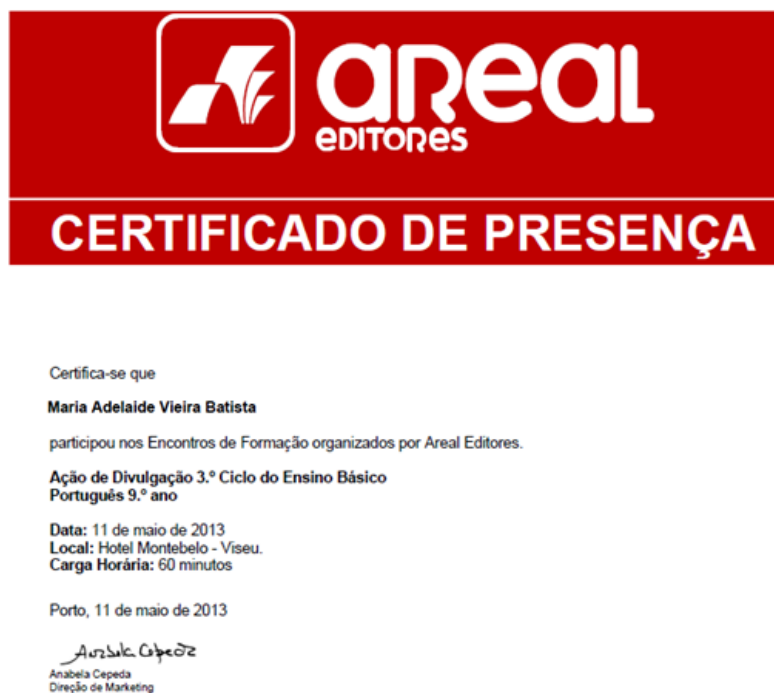 aReaL
eDITORes
CERTIFICADO DE PRESENÇA
Certifica-se que
Maria Adelaide Vieira Batista
participou nos Encontros de Formação organizados por Areal Editores.
Ação de Divulgação 3.º Ciclo do Ensino Básico
Português 9.º ano
Data: 11 de maio de 2013
Local: Hotel Montebelo - Viseu.
Carga Horária: 60 minutos
Porto, 11 de maio de 2013
Anabela Cepeda
Anabela Cepeda
Direção de Marketing